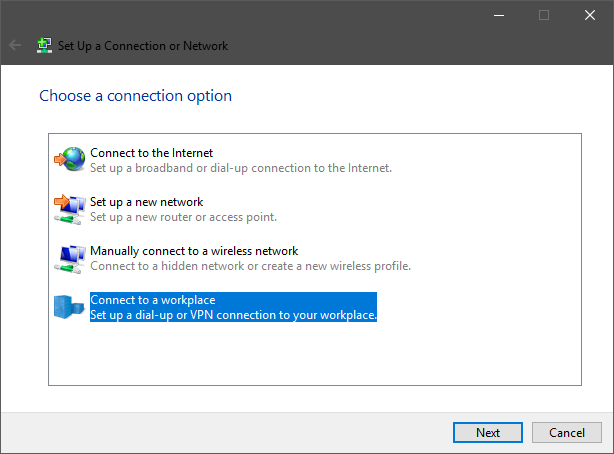 Set Up a Connection or Network
Choose a connection option
Connect to the Internet
Set up a broadband or dial-up connection to the Internet.
Set up a new network
Set up a new router or access point.
Manually connect to a wireless network
Connect to a hidden network or create a new wireless profile.
Connect to a workplace
Set up a dial-up or VPN connection to your workplace.
Next
Cancel